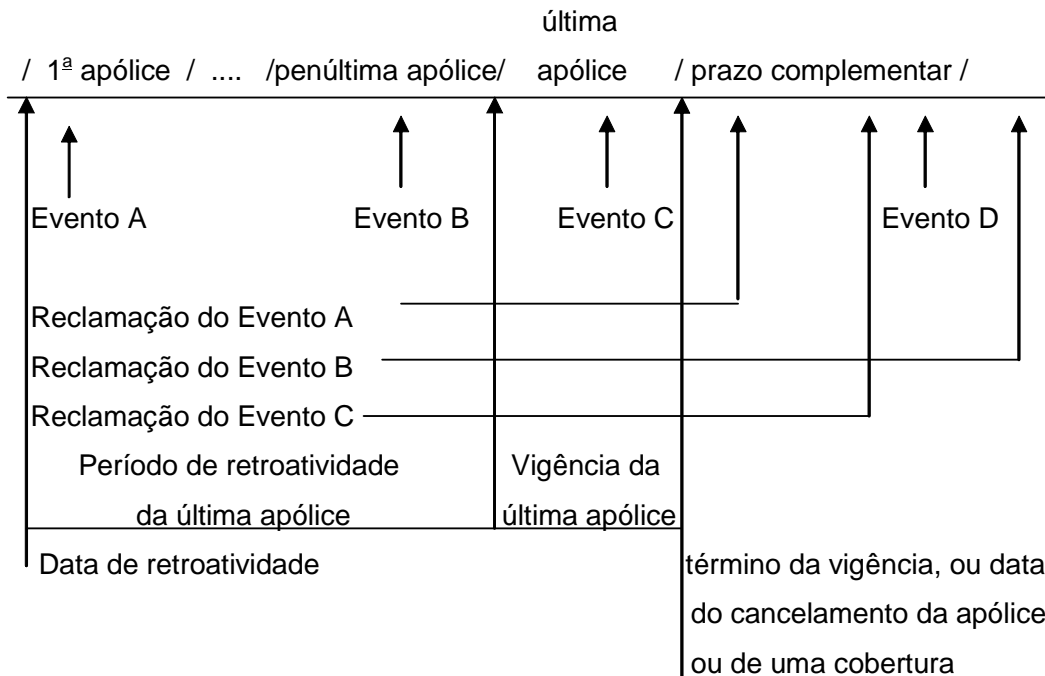 última
/ 1ª apólice / .... /penúltima apólice/ apólice / prazo complementar /
Evento A Evento B Evento C Evento D
Reclamação do Evento A
Reclamação do Evento B
Reclamação do Evento C
Período de retroatividade Vigência da
da última apólice última apólice
Data de retroatividade término da vigência, ou data
do cancelamento da apólice
ou de uma cobertura